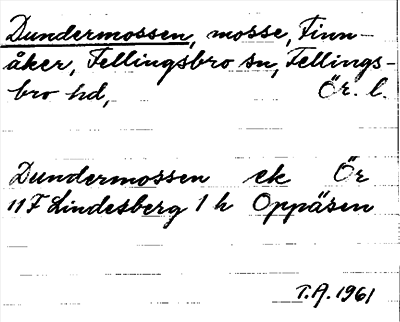 Dundermossen, mosse, Finn-
åker, Fellingsbro sn, Fellings-
bro hd, Ör. l.
Dundermossen ek Ör
11F Lindesberg 1 h Oppåsen
T.A. 1961